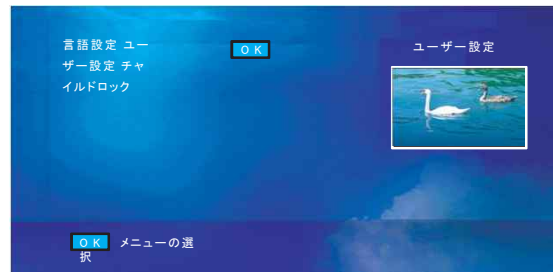 言語設定 ユー
ザー設定 チャ
イルドロック
OK
ユーザー設定
OK メニューの選
択